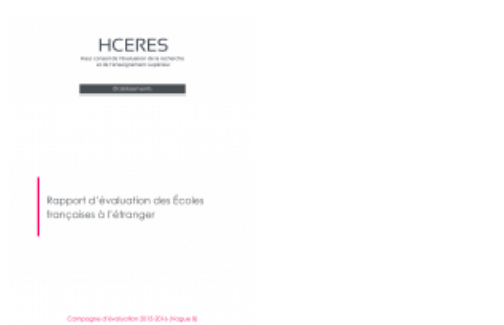 HCERES
Haut conseil de l'évaluation de la recherche
et de l'enseignement supérieur
Établissements
Rapport d'évaluation des Écoles
françaises à l'étranger
Campagne d'évaluation 2015-2016 (Vague B)